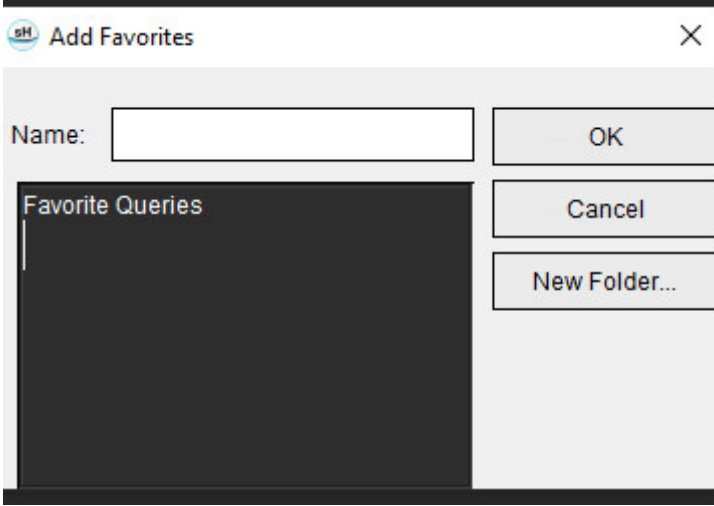 sH
Add Favorites
Name:
OK
Favorite Queries
Cancel
New Folder...